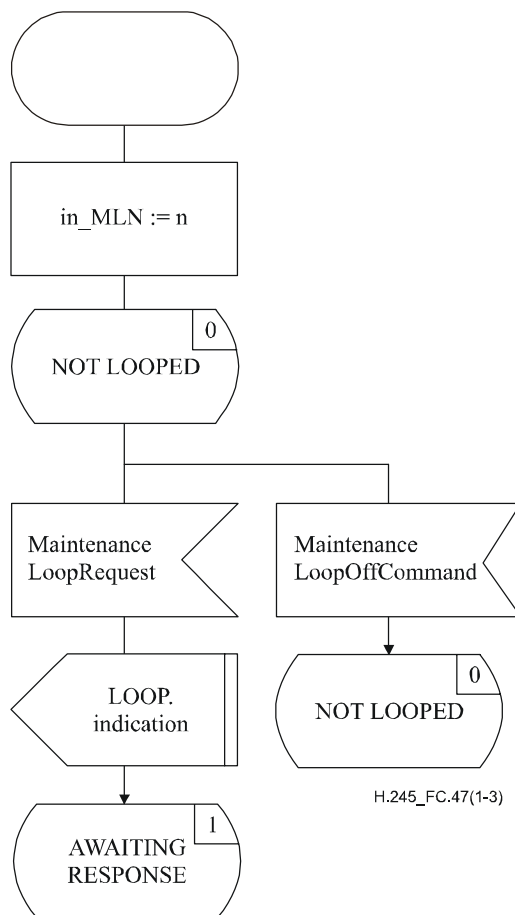 in_MLN := n
0
NOT LOOPED
Maintenance
LoopRequest
Maintenance
LoopOffCommand
LOOP.
indication
0
NOT LOOPED
H.245_FC.47(1-3)
1
AWAITING
RESPONSE